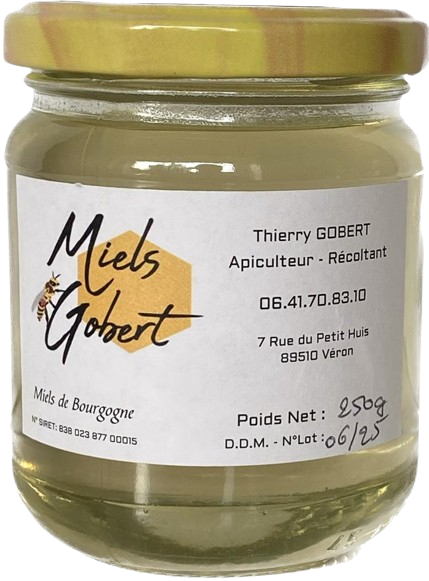 Miels
Gobert
Miels de Bourgogne
N° SIRET: 838 023 877 00015
Thierry GOBERT
Apiculteur - Récoltant
06.41.70.83.10
7 Rue du Petit Huis
89510 Véron
Poids Net : 250g
D.D.M. - N°Lot : 06/25